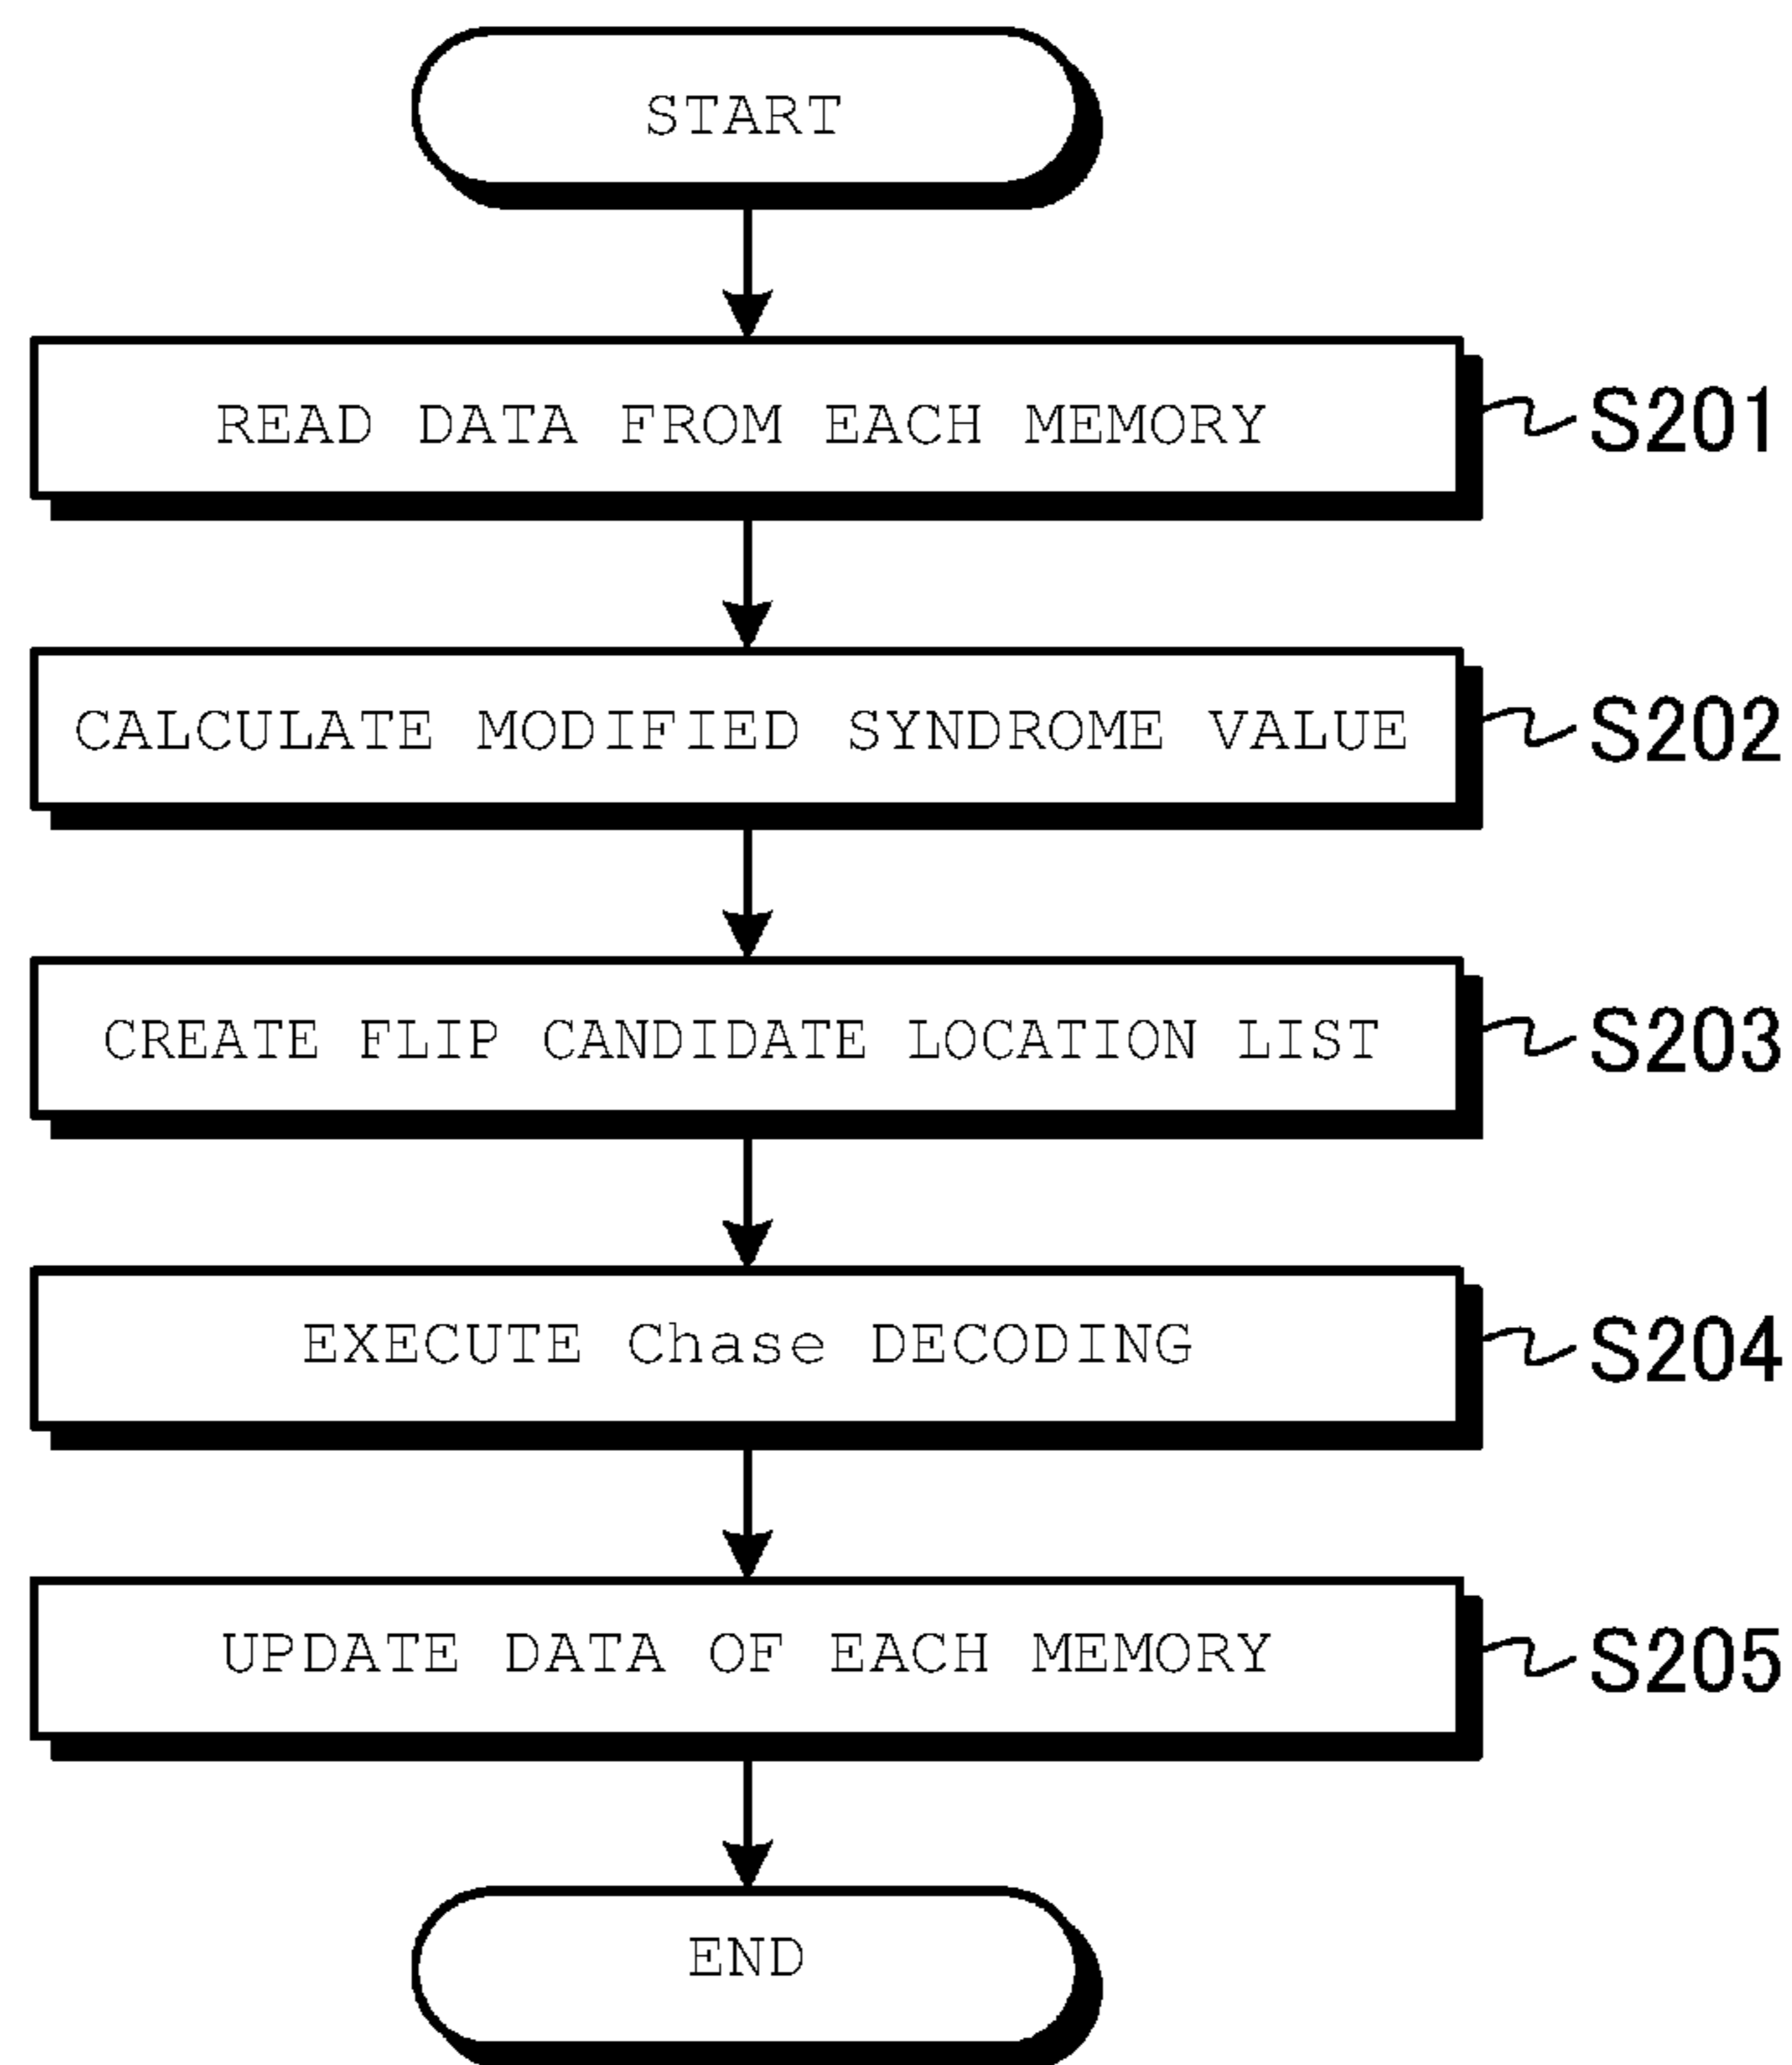 START
READ DATA FROM EACH MEMORY
S201
CALCULATE MODIFIED SYNDROME VALUE
S202
CREATE FLIP CANDIDATE LOCATION LIST
S203
EXECUTE Chase DECODING
S204
UPDATE DATA OF EACH MEMORY
S205
END